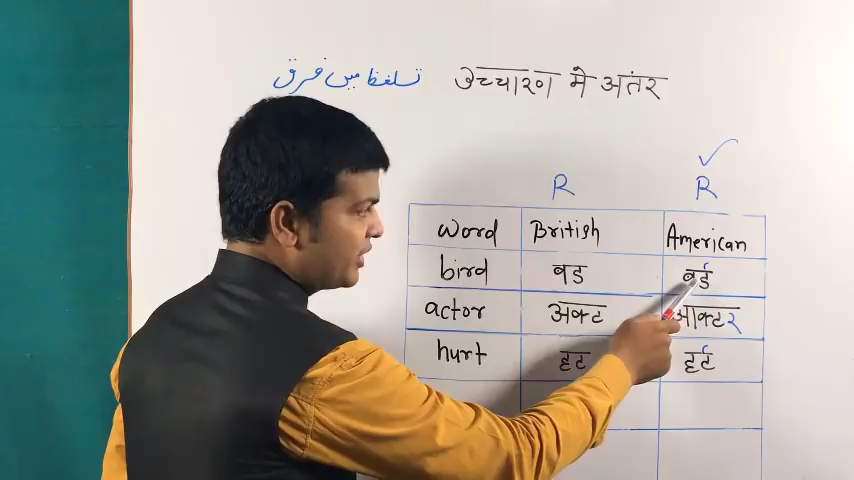 تلفظ میں فرق उच्चारण मे अंतर
R R
word British American
bird बड बर्ड
actor अक्ट आक्टर
hurt हट हर्ट